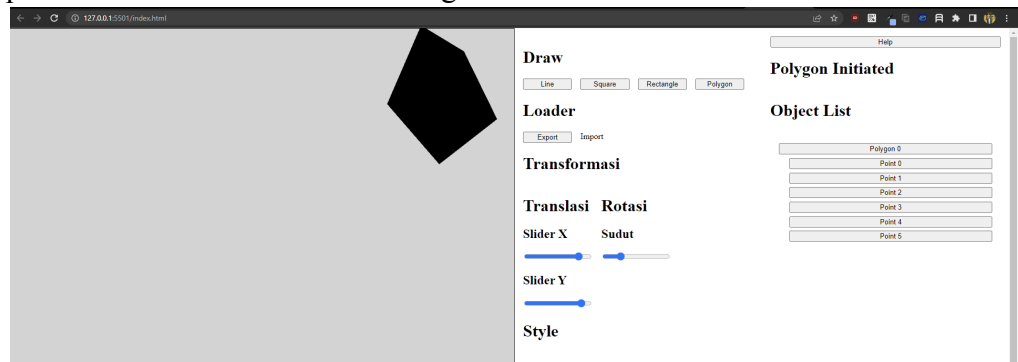 127.0.0.1:5501/index.html
Draw
Line Square Rectangle Polygon
Loader
Export Import
Transformasi
Translasi Rotasi
Slider X Sudut
Slider Y
Style
Help
Polygon Initiated
Object List
Polygon 0
Point 0
Point 1
Point 2
Point 3
Point 4
Point 5